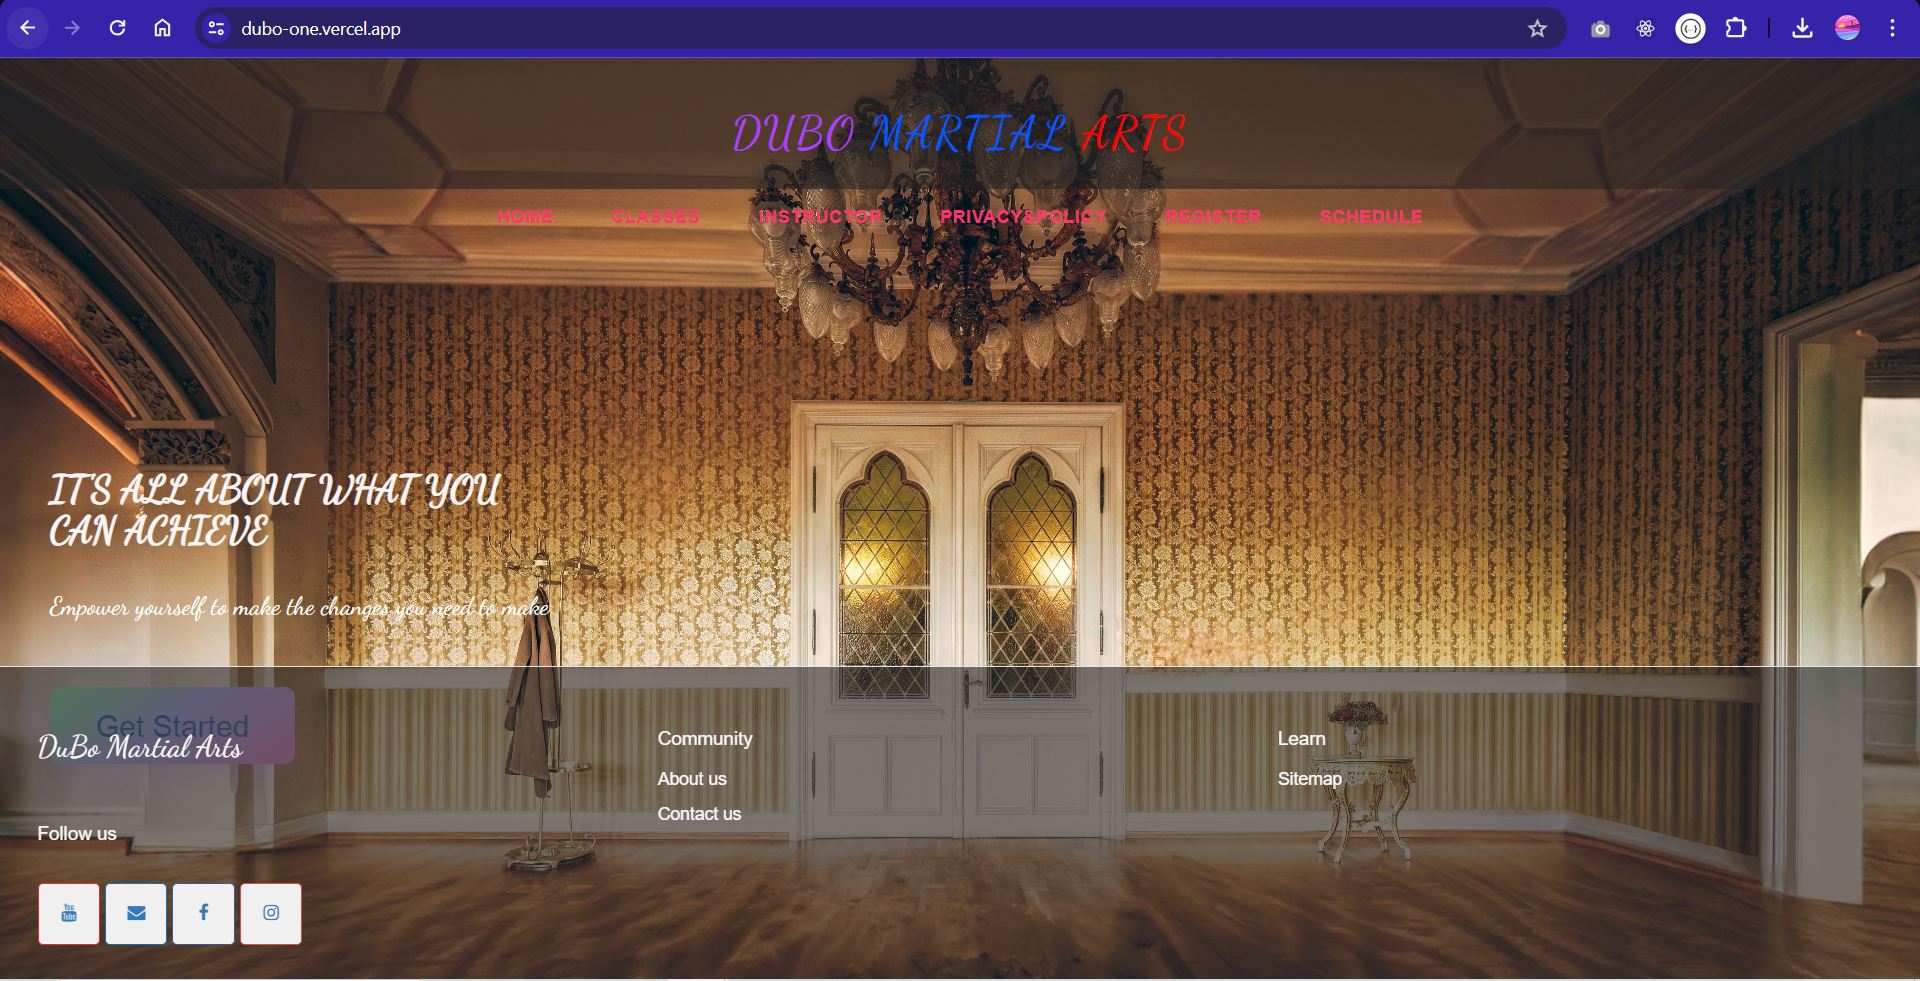 dubo-one.vercel.app
DUBO MARTIAL ARTS
HOME CLASSES INSTRUCTOR PRIVACY&POLICY REGISTER SCHEDULE
IT'S ALL ABOUT WHAT YOU
CAN ACHIEVE
Empower yourself to make the changes you need to make
Get Started
DuBo Martial Arts
Follow us
You
Tube
Community
About us
Contact us
Learn
Sitemap